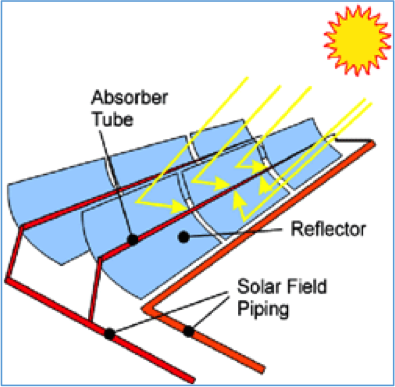 Absorber
Tube
Reflector
Solar Field
Piping